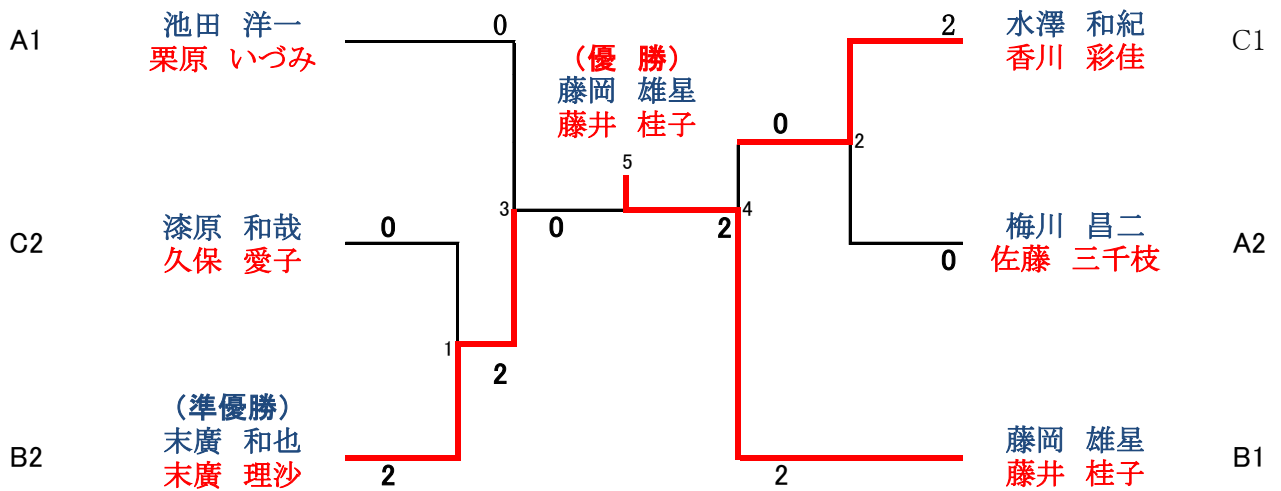 A1
池田 洋一
栗原 いづみ
0
(優 勝)
藤岡 雄星
藤井 桂子
2
水澤 和紀
香川 彩佳
C1
0
2
5
3
0
2
4
C2
漆原 和哉
久保 愛子
0
梅川 昌二
佐藤 三千枝
0
A2
1
2
(準優勝)
末廣 和也
末廣 理沙
B2
2
2
藤岡 雄星
藤井 桂子
B1